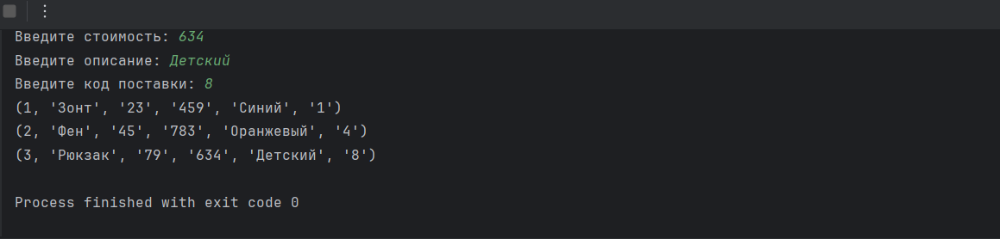 Введите стоимость: 634
Введите описание: Детский
Введите код поставки: 8
(1, 'Зонт', '23', '459', 'Синий', '1')
(2, 'Фен', '45', '783', 'Оранжевый', '4')
(3, 'Рюкзак', '79', '634', 'Детский', '8')
Process finished with exit code 0